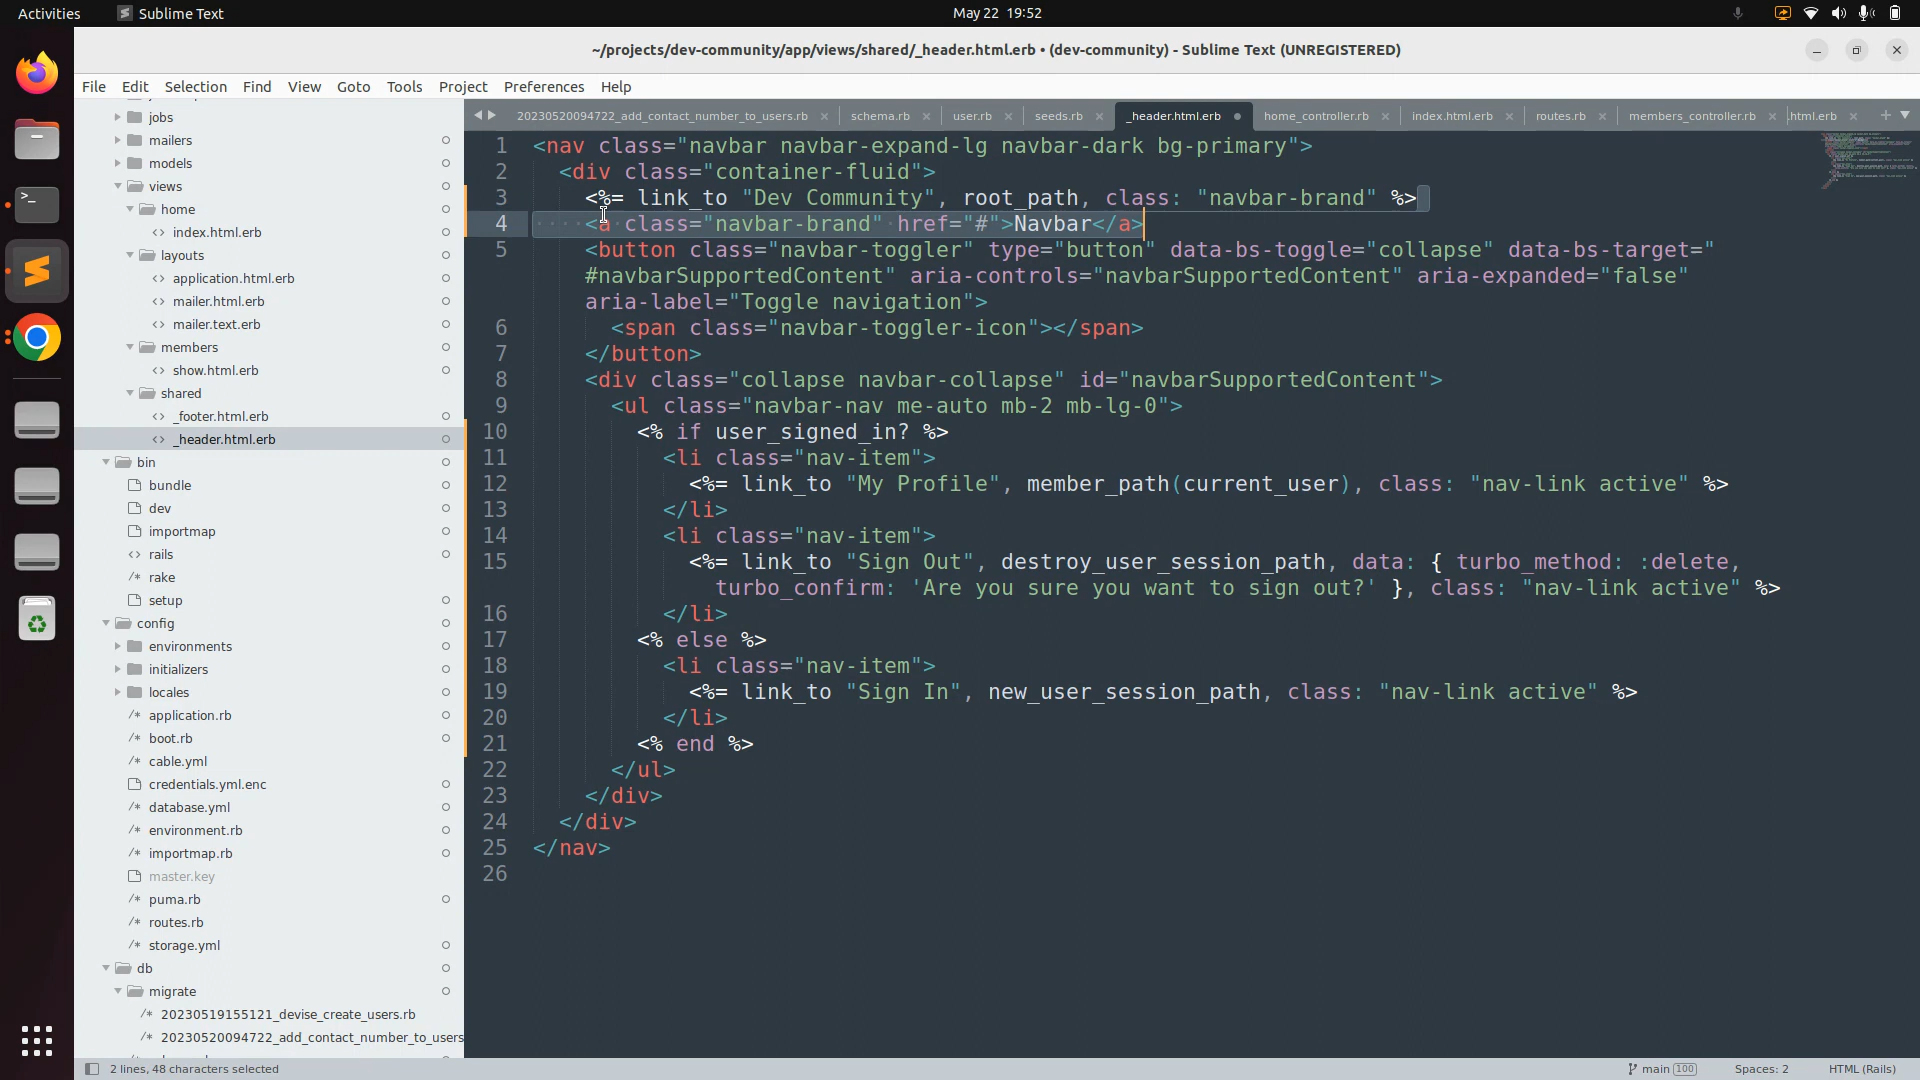 Activities
Sublime Text
May 22 19:52
~/projects/dev-community/app/views/shared/_header.html.erb • (dev-community) - Sublime Text (UNREGISTERED)
File Edit Selection Find View Goto Tools Project Preferences Help
20230520094722_add_contact_number_to_users.rb schema.rb user.rb seeds.rb _header.html.erb home_controller.rb index.html.erb routes.rb members_controller.rb .html.erb
jobs
mailers
models
views
home
index.html.erb
layouts
application.html.erb
mailer.html.erb
mailer.text.erb
members
show.html.erb
shared
_footer.html.erb
_header.html.erb
bin
bundle
dev
importmap
rails
rake
setup
config
environments
initializers
locales
application.rb
boot.rb
cable.yml
credentials.yml.enc
database.yml
environment.rb
importmap.rb
master.key
puma.rb
routes.rb
storage.yml
db
migrate
20230519155121_devise_create_users.rb
20230520094722_add_contact_number_to_users
1 <nav class="navbar navbar-expand-lg navbar-dark bg-primary">
2 <div class="container-fluid">
3 <%= link_to "Dev Community", root_path, class: "navbar-brand" %>
4 <a class="navbar-brand" href="#">Navbar</a>
5 <button class="navbar-toggler" type="button" data-bs-toggle="collapse" data-bs-target="
#navbarSupportedContent" aria-controls="navbarSupportedContent" aria-expanded="false"
aria-label="Toggle navigation">
6 <span class="navbar-toggler-icon"></span>
7 </button>
8 <div class="collapse navbar-collapse" id="navbarSupportedContent">
9 <ul class="navbar-nav me-auto mb-2 mb-lg-0">
10 <% if user_signed_in? %>
11 <li class="nav-item">
12 <%= link_to "My Profile", member_path(current_user), class: "nav-link active" %>
13 </li>
14 <li class="nav-item">
15 <%= link_to "Sign Out", destroy_user_session_path, data: { turbo_method: :delete,
turbo_confirm: 'Are you sure you want to sign out?' }, class: "nav-link active" %>
16 </li>
17 <% else %>
18 <li class="nav-item">
19 <%= link_to "Sign In", new_user_session_path, class: "nav-link active" %>
20 </li>
21 <% end %>
22 </ul>
23 </div>
24 </div>
25 </nav>
26
2 lines, 48 characters selected
main 100
Spaces: 2
HTML (Rails)